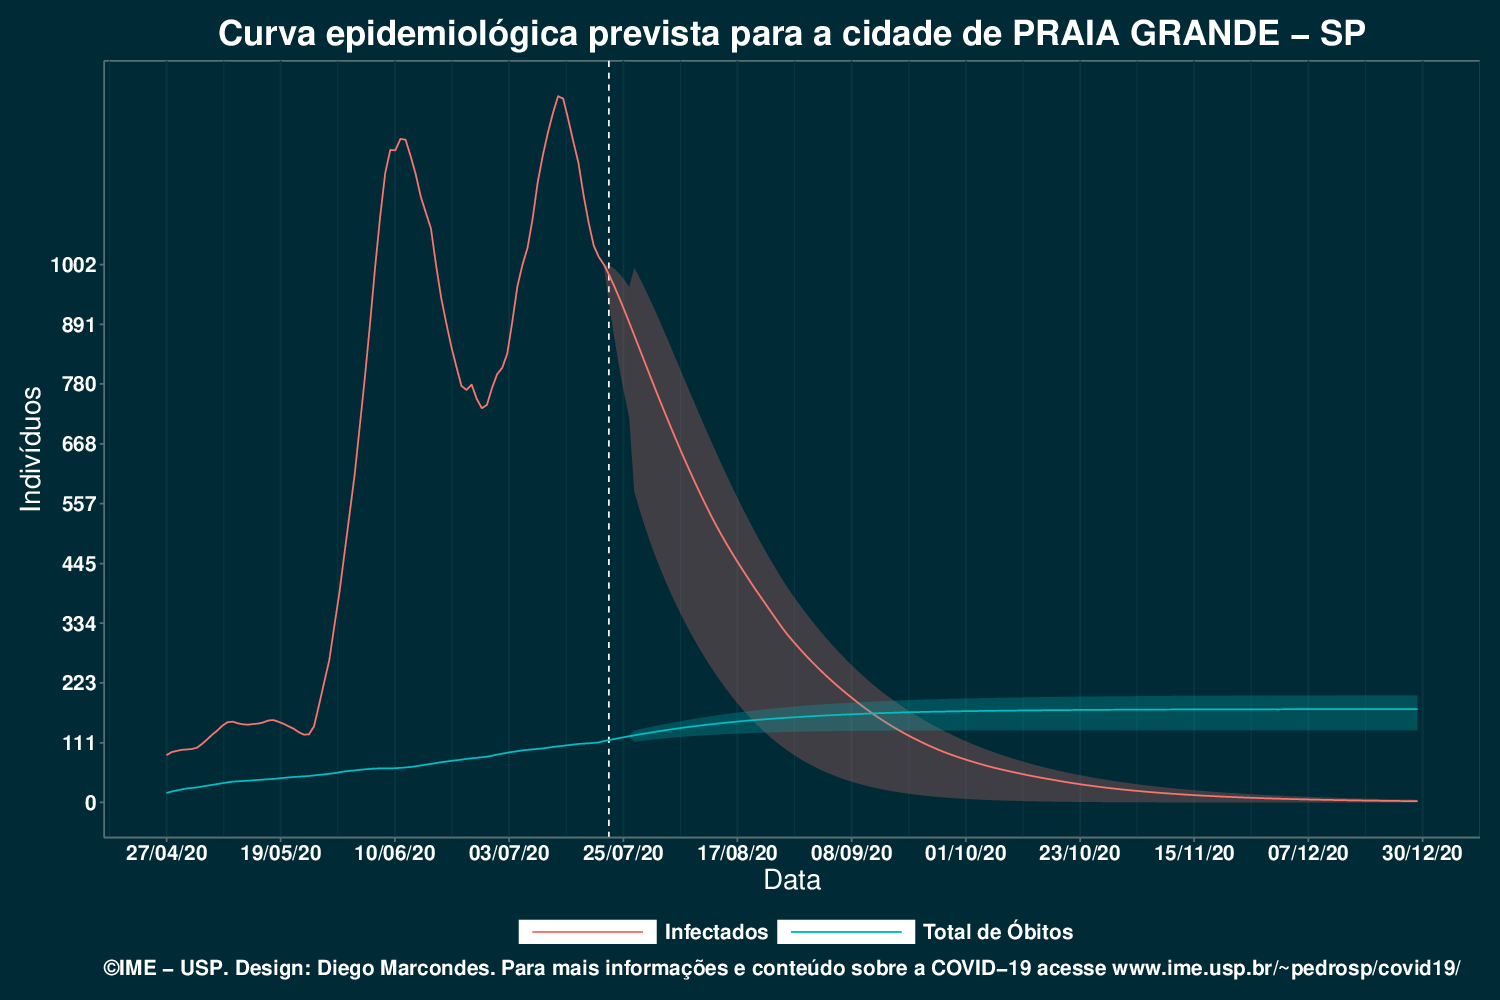 Curva epidemiológica prevista para a cidade de PRAIA GRANDE – SP
Indivíduos
1002
891
780
668
557
445
334
223
111
0
27/04/20 19/05/20 10/06/20 03/07/20 25/07/20 17/08/20 08/09/20 01/10/20 23/10/20 15/11/20 07/12/20 30/12/20
Data
Infectados Total de Óbitos
©IME – USP. Design: Diego Marcondes. Para mais informações e conteúdo sobre a COVID−19 acesse www.ime.usp.br/~pedrosp/covid19/